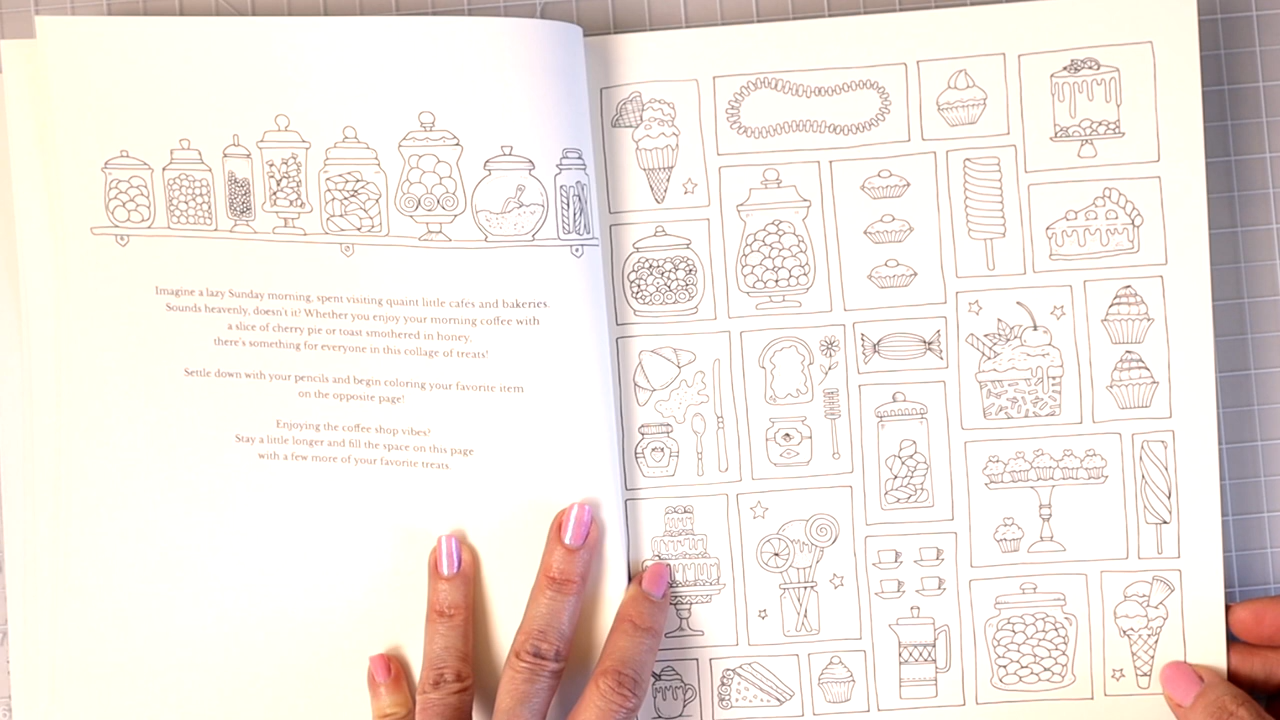 Imagine a lazy Sunday morning, spent visiting quaint little cafes and bakeries.
Sounds heavenly, doesn't it? Whether you enjoy your morning coffee with
a slice of cherry pie or toast smothered in honey,
there's something for everyone in this collage of treats!
Settle down with your pencils and begin coloring your favorite item
on the opposite page!
Enjoying the coffee shop vibes?
Stay a little longer and fill the space on this page
with a few more of your favorite treats.